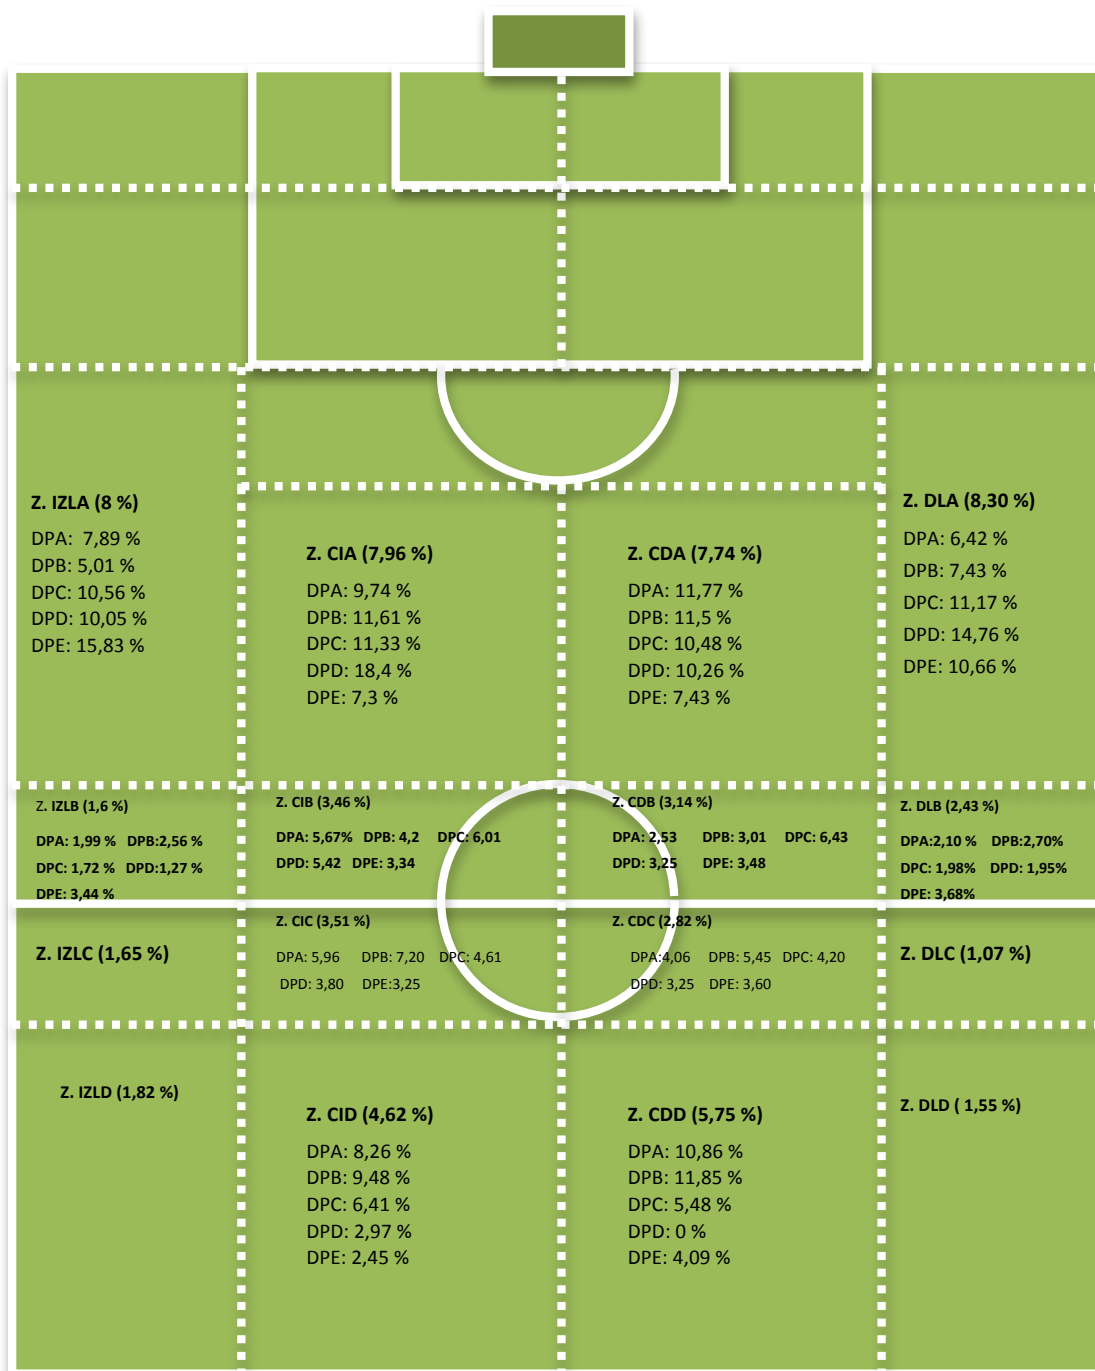 Z. IZLA (8 %)
DPA:  7,89 %
DPB: 5,01 %
DPC: 10,56 %
DPD: 10,05 %
DPE: 15,83 %
Z. CIA (7,96 %)
DPA: 9,74 %
DPB: 11,61 %
DPC: 11,33 %
DPD: 18,4 %
DPE: 7,3 %
Z. CDA (7,74 %)
DPA: 11,77 %
DPB: 11,5 %
DPC: 10,48 %
DPD: 10,26 %
DPE: 7,43 %
Z. DLA (8,30 %)
DPA: 6,42 %
DPB: 7,43 %
DPC: 11,17 %
DPD: 14,76 %
DPE: 10,66 %
Z. IZLB (1,6 %)
DPA: 1,99 % DPB:2,56 %
DPC: 1,72 % DPD:1,27 %
DPE: 3,44 %
Z. CIB (3,46 %)
DPA: 5,67% DPB: 4,2 DPC: 6,01
DPD: 5,42 DPE: 3,34
Z. CDB (3,14 %)
DPA: 2,53 DPB: 3,01 DPC: 6,43
DPD: 3,25 DPE: 3,48
Z. DLB (2,43 %)
DPA:2,10 % DPB:2,70%
DPC: 1,98% DPD: 1,95%
DPE: 3,68%
Z. IZLC (1,65 %)
Z. CIC (3,51 %)
DPA: 5,96 DPB: 7,20 DPC: 4,61
DPD: 3,80 DPE:3,25
Z. CDC (2,82 %)
DPA:4,06 DPB: 5,45 DPC: 4,20
DPD: 3,25 DPE: 3,60
Z. DLC (1,07 %)
Z. IZLD (1,82 %)
Z. CID (4,62 %)
DPA: 8,26 %
DPB: 9,48 %
DPC: 6,41 %
DPD: 2,97 %
DPE: 2,45 %
Z. CDD (5,75 %)
DPA: 10,86 %
DPB: 11,85 %
DPC: 5,48 %
DPD: 0 %
DPE: 4,09 %
Z. DLD ( 1,55 %)